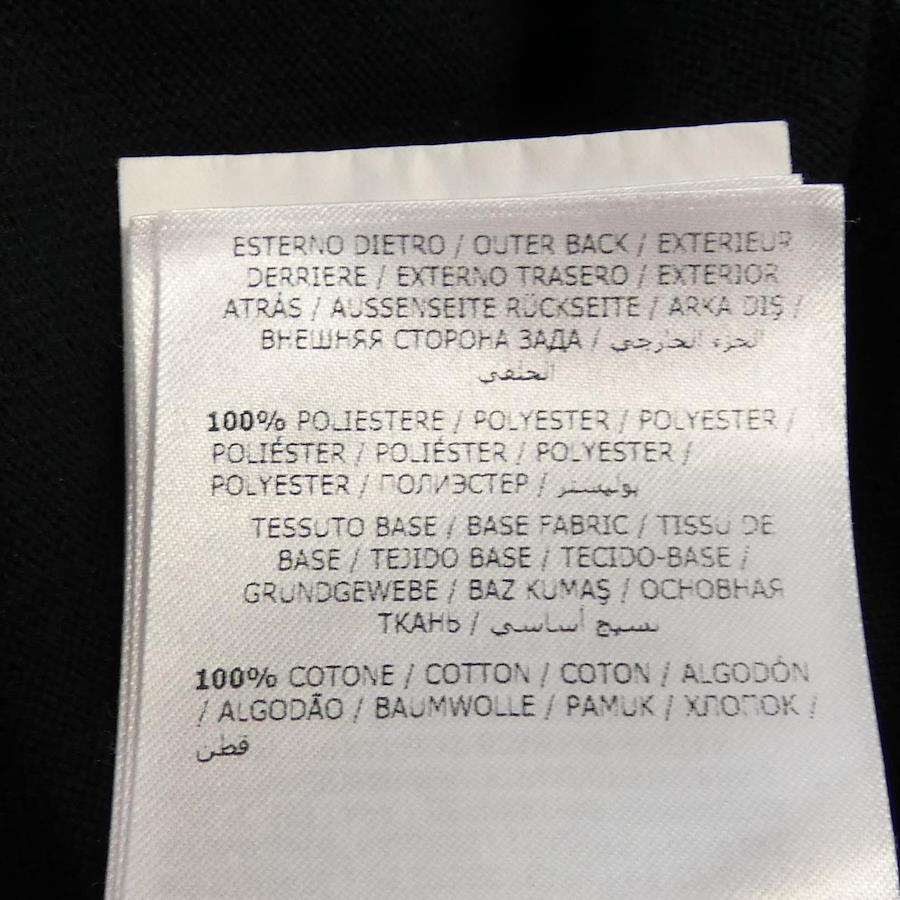 ESTERNO DIETRO / OUTER BACK / EXTERIEUR
DERRIERE / EXTERNO TRASERO / EXTERIOR
ATRÁS / AUSSENSEITE RÜCKSEITE / ARKA DIŞ /
ВНЕШНЯЯ СТОРОНА ЗАДА / الجزء الخارجي
الخلفي
100% POLIESTERE / POLYESTER / POLYESTER /
POLIÉSTER / POLIÉSTER / POLYESTER /
POLYESTER / ПОЛИЭСТЕР / بوليستر
TESSUTO BASE / BASE FABRIC / TISSU DE
BASE / TEJIDO BASE / TECIDO-BASE /
GRUNDGEWEBE / BAZ KUMAŞ / ОСНОВНАЯ
ТКАНЬ / نسيج أساسي
100% COTONE / COTTON / COTON / ALGODÓN
/ ALGODÃO / BAUMWOLLE / PAMUK / ХЛОПОК /
قطن